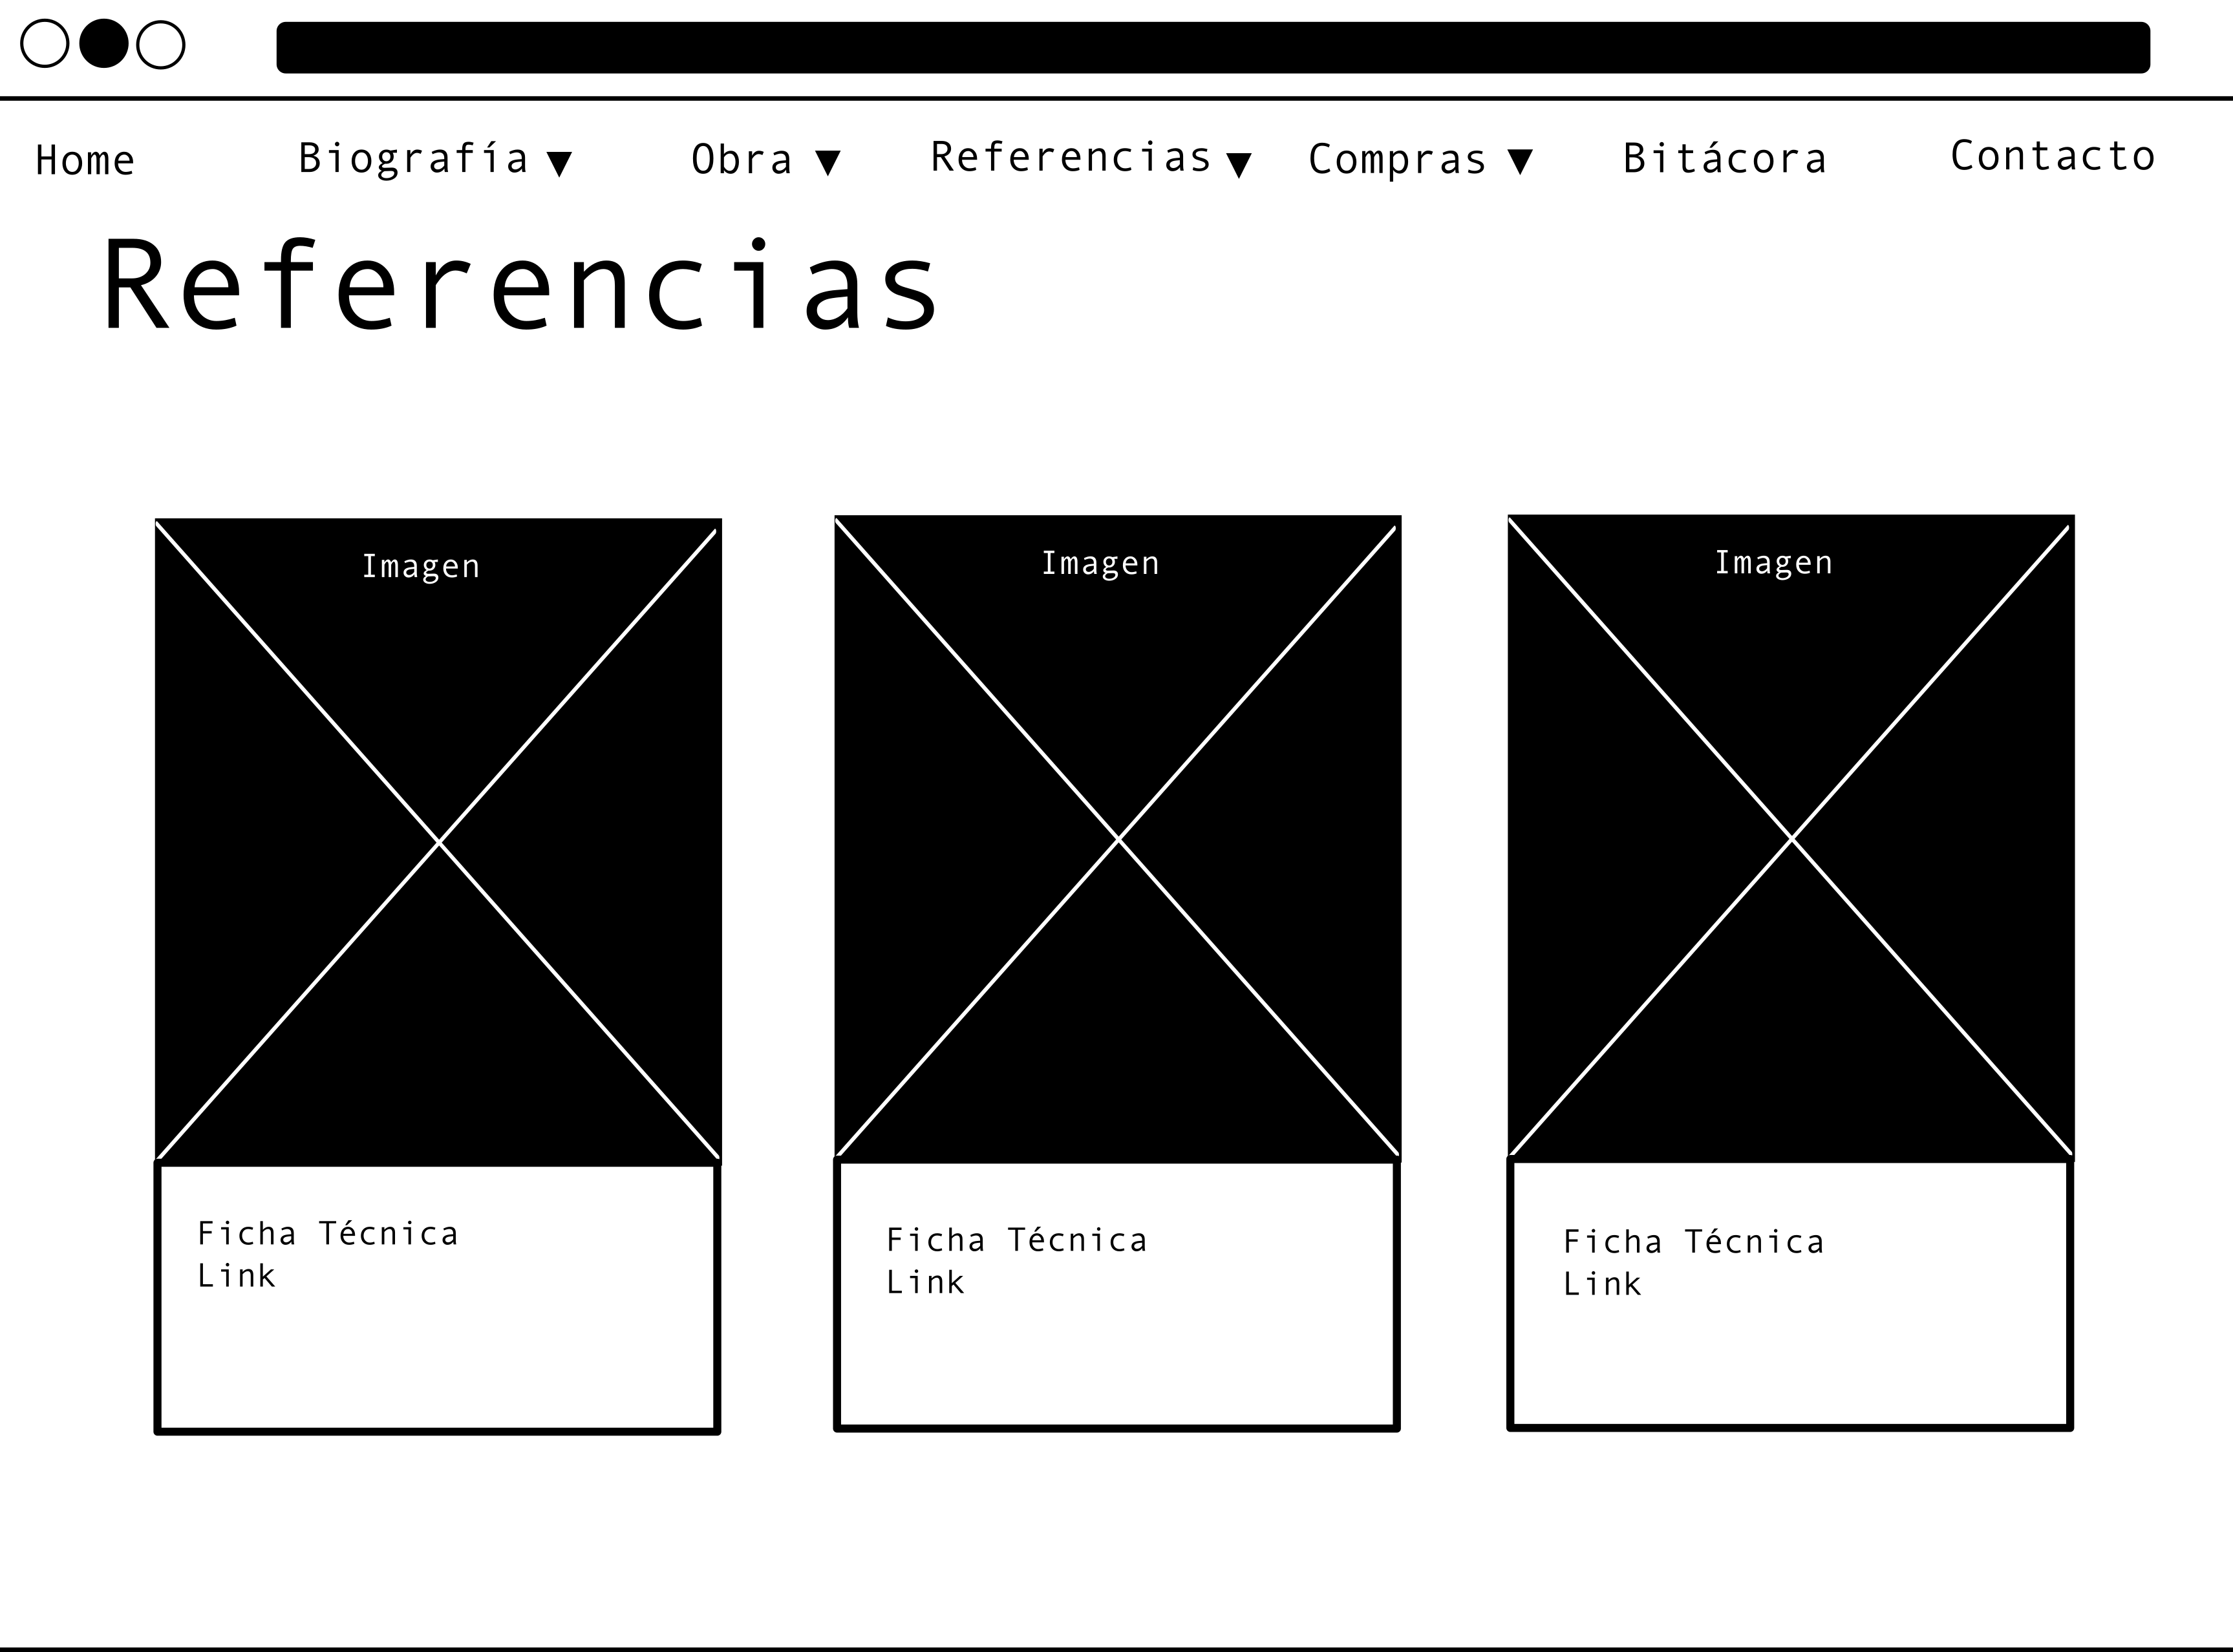 Home Biografía ▼ Obra ▼ Referencias ▼ Compras ▼ Bitácora Contacto
Referencias
Imagen Imagen Imagen
Ficha Técnica Ficha Técnica Ficha Técnica
Link Link Link